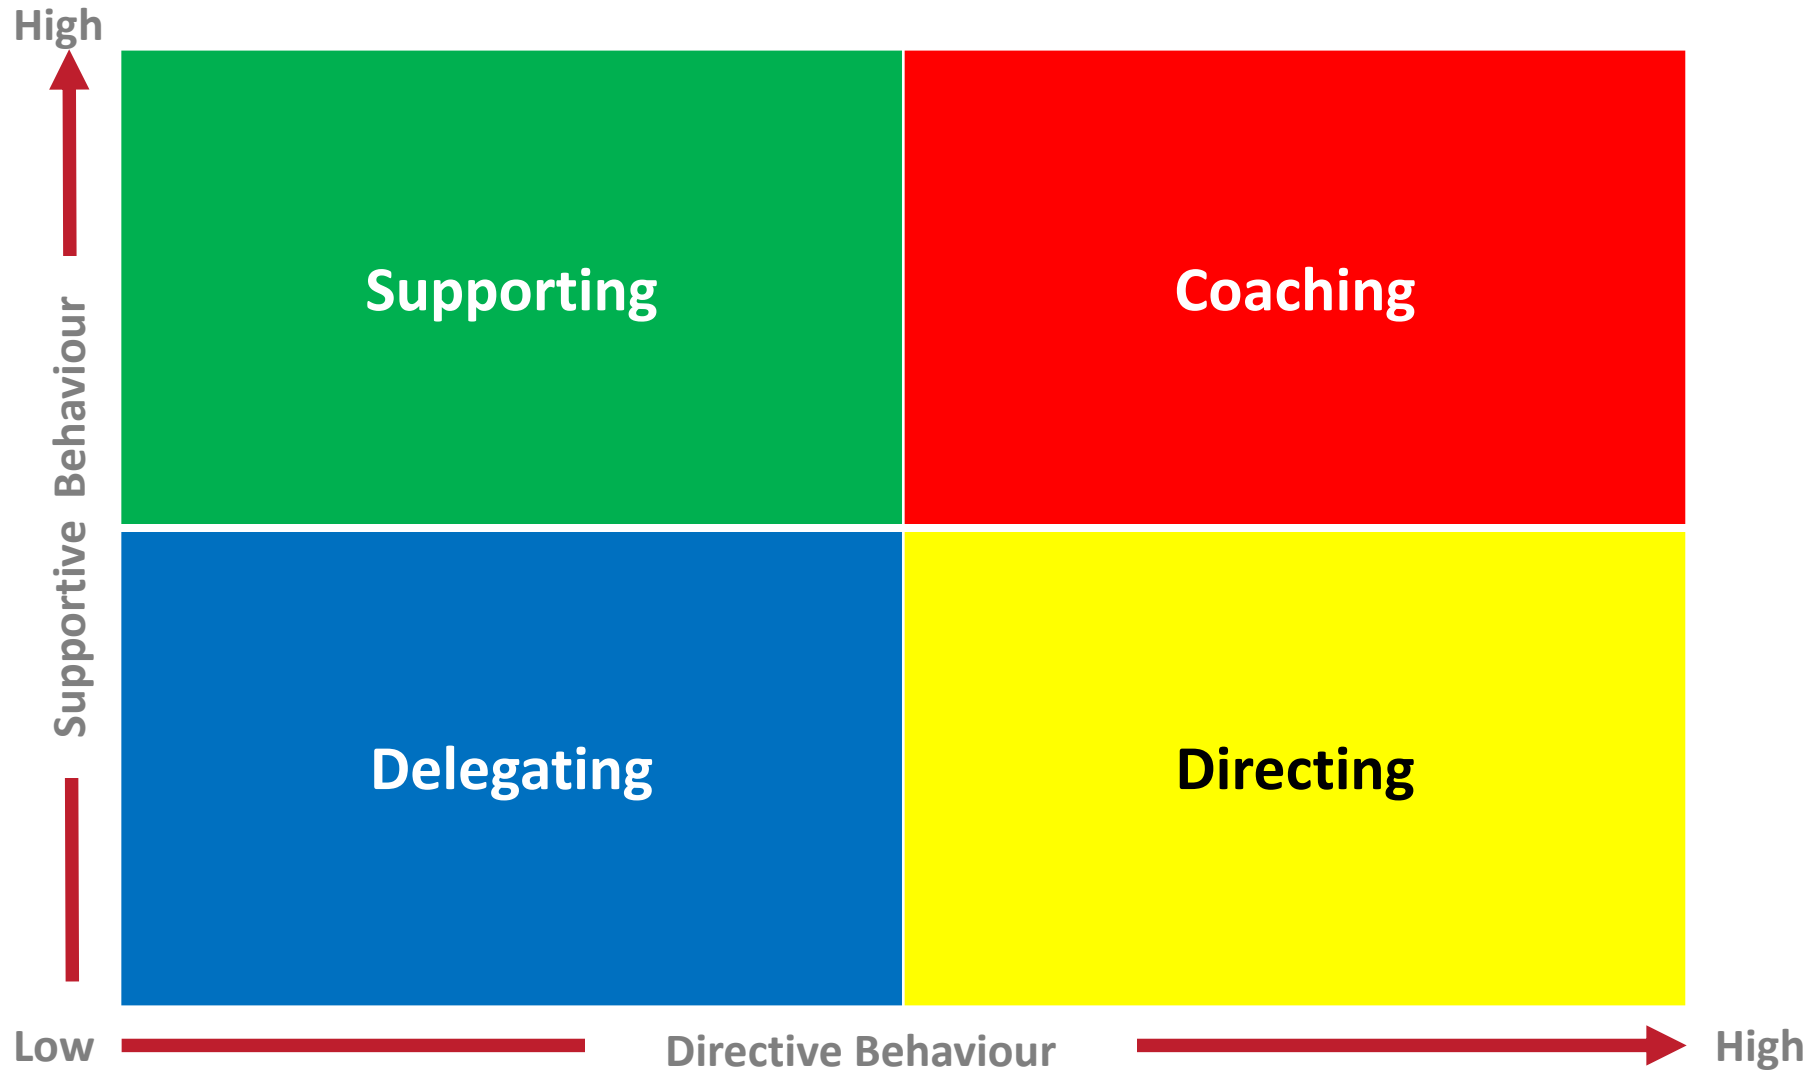 High
Supporting
Coaching
Supportive Behaviour
Delegating
Directing
Low
Directive Behaviour
High